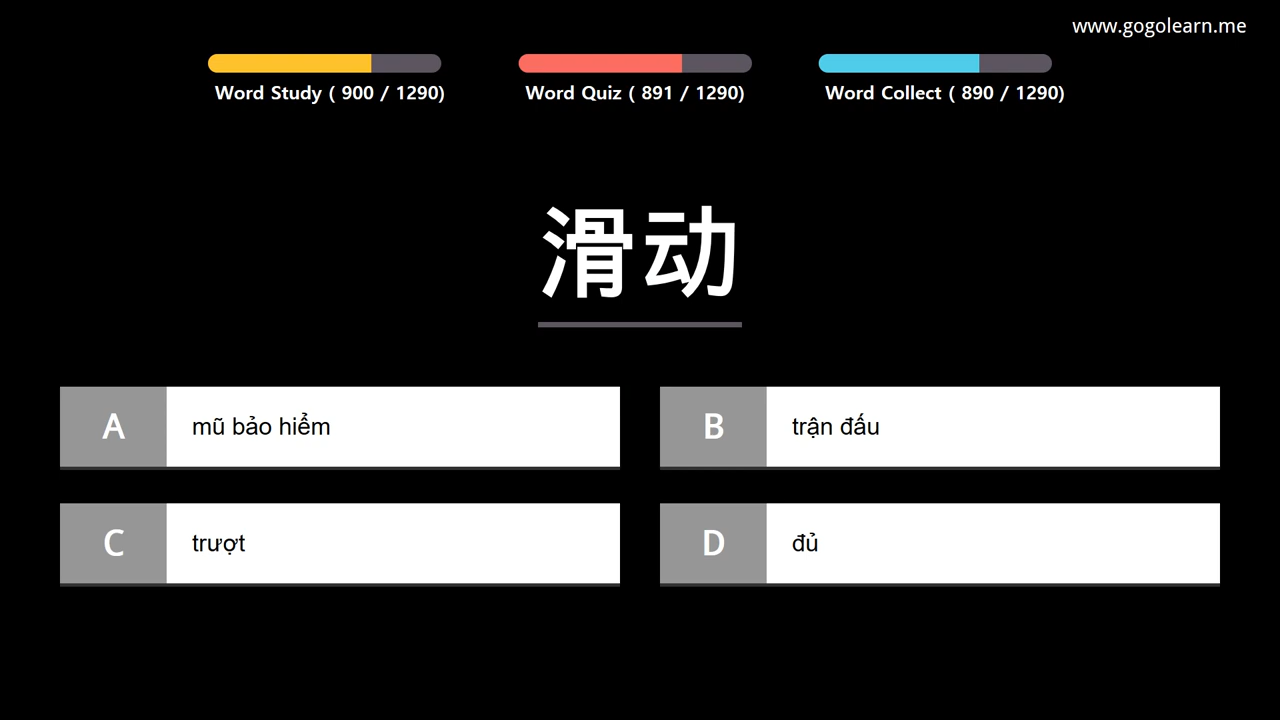 www.gogolearn.me
Word Study ( 900 / 1290)
Word Quiz ( 891 / 1290)
Word Collect ( 890 / 1290)
滑动
A
mũ bảo hiểm
B
trận đấu
C
trượt
D
đủ